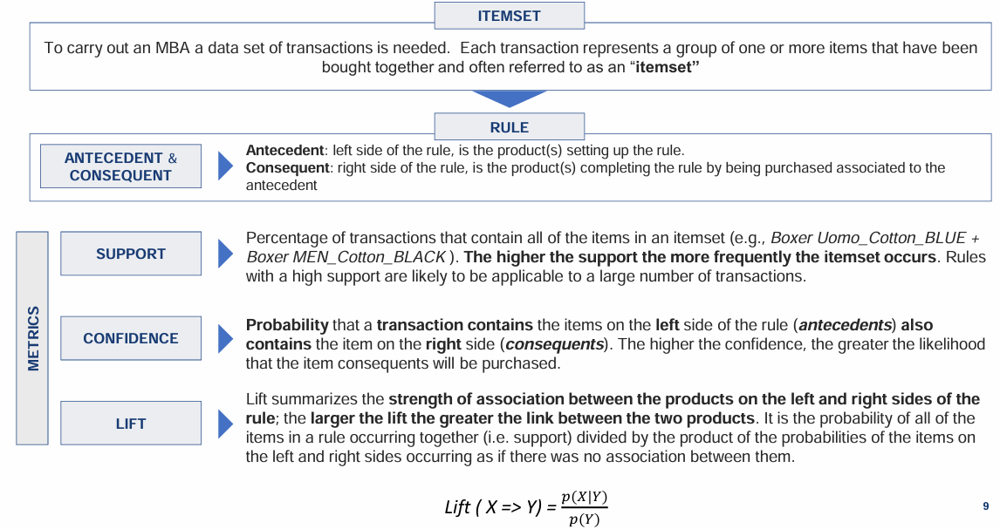 ITEMSET
To carry out an MBA a data set of transactions is needed.  Each transaction represents a group of one or more items that have been
bought together and often referred to as an “itemset”
RULE
ANTECEDENT &
CONSEQUENT
Antecedent: left side of the rule, is the product(s) setting up the rule.
Consequent: right side of the rule, is the product(s) completing the rule by being purchased associated to the
antecedent
METRICS
SUPPORT
Percentage of transactions that contain all of the items in an itemset (e.g., Boxer Uomo_Cotton_BLUE +
Boxer MEN_Cotton_BLACK ). The higher the support the more frequently the itemset occurs. Rules
with a high support are likely to be applicable to a large number of transactions.
CONFIDENCE
Probability that a transaction contains the items on the left side of the rule (antecedents) also
contains the item on the right side (consequents). The higher the confidence, the greater the likelihood
that the item consequents will be purchased.
LIFT
Lift summarizes the strength of association between the products on the left and right sides of the
rule; the larger the lift the greater the link between the two products. It is the probability of all of the
items in a rule occurring together (i.e. support) divided by the product of the probabilities of the items on
the left and right sides occurring as if there was no association between them.
Lift ( X => Y) = p(X|Y) / p(Y)
9